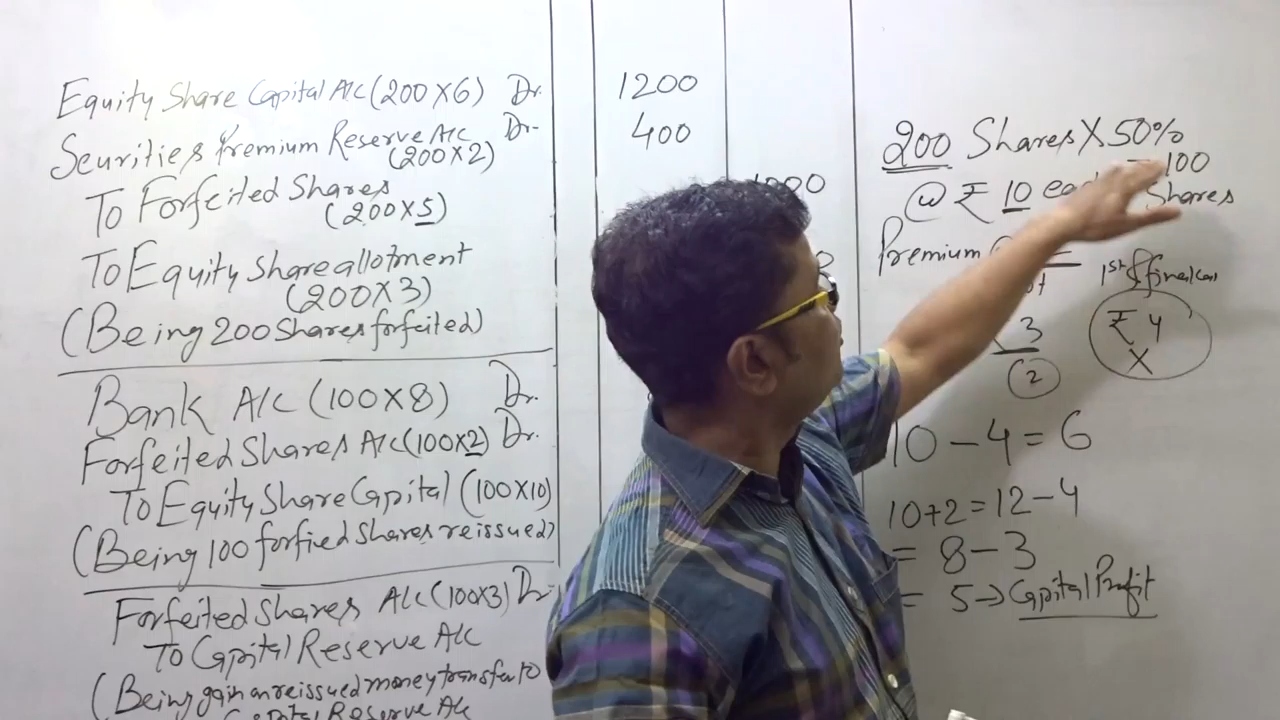 Equity Share Capital A/C (200 X 6) Dr. 1200
Seurities Premium Reserve A/C Dr- 400
(200 X 2)
To Forfeited Shares 1000
(200 X 5)
To Equity Share allotment
(200 X 3)
(Being 200 Shares forfeited)
Bank A/C (100 X 8) Dr.
Forfeited Shares A/C (100 X 2) Dr.
To Equity Share Capital (100 X 10)
(Being 100 forfied Shares reissued)
Forfeited Shares A/C (100 X 3) Dr
To Capital Reserve A/C
(Being gain on reissued money transfer to
Capital Reserve A/C
200 Shares X 50%
100
@ ₹ 10 Shares
Premium
1st & final
3 ₹ 4
2 X
10 - 4 = 6
10 + 2 = 12 - 4
= 8 - 3
= 5 → Capital Profit